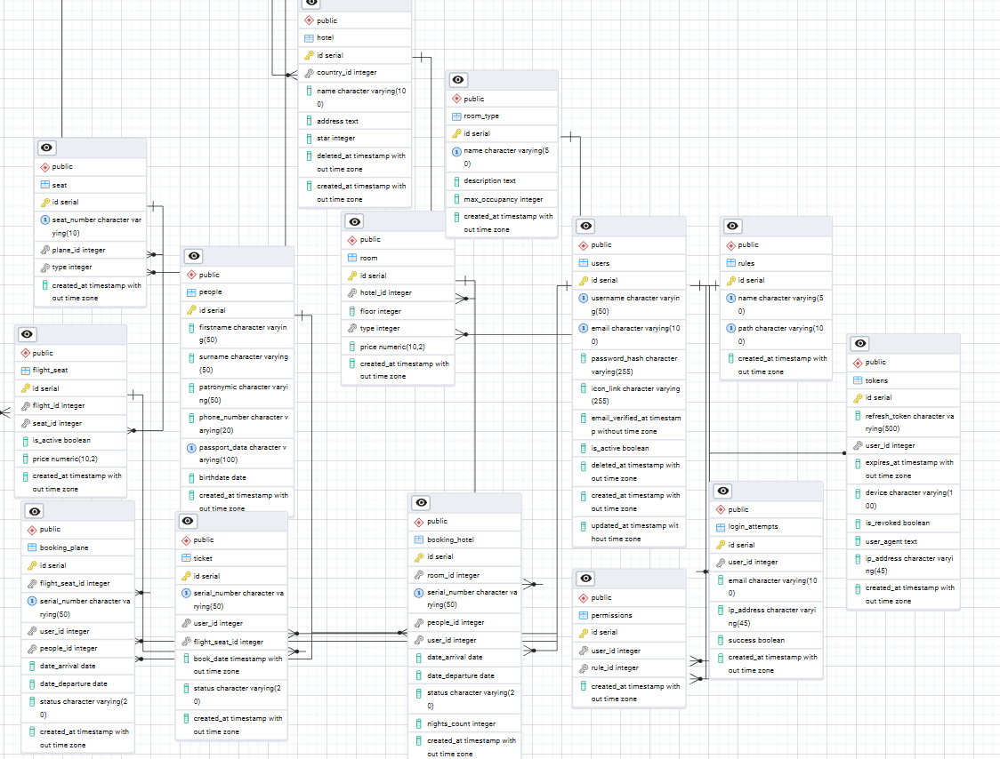 public
hotel
id serial
country_id integer
name character varying(10
0)
address text
star integer
deleted_at timestamp with
out time zone
created_at timestamp with
out time zone
public
room_type
id serial
name character varying(5
0)
description text
max_occupancy integer
created_at timestamp with
out time zone
public
seat
id serial
seat_number character var
ying(10)
plane_id integer
type integer
created_at timestamp with
out time zone
public
people
id serial
firstname character varyin
g(50)
surname character varying
(50)
patronymic character varyi
ng(50)
phone_number character v
arying(20)
passport_data character v
arying(100)
birthdate date
created_at timestamp with
out time zone
public
room
id serial
hotel_id integer
floor integer
type integer
price numeric(10,2)
created_at timestamp with
out time zone
public
users
id serial
username character varyin
g(50)
email character varying(10
0)
password_hash character
varying(255)
icon_link character varying
(255)
email_verified_at timestam
p without time zone
is_active boolean
deleted_at timestamp with
out time zone
created_at timestamp with
out time zone
updated_at timestamp wit
hout time zone
public
rules
id serial
name character varying(5
0)
path character varying(10
0)
created_at timestamp with
out time zone
public
tokens
id serial
refresh_token character va
rying(500)
user_id integer
expires_at timestamp with
out time zone
device character varying(1
00)
is_revoked boolean
user_agent text
ip_address character varyi
ng(45)
created_at timestamp with
out time zone
public
flight_seat
id serial
flight_id integer
seat_id integer
is_active boolean
price numeric(10,2)
created_at timestamp with
out time zone
public
booking_plane
id serial
flight_seat_id integer
serial_number character va
rying(50)
user_id integer
people_id integer
date_arrival date
date_departure date
status character varying(2
0)
created_at timestamp with
out time zone
public
ticket
id serial
serial_number character va
rying(50)
user_id integer
flight_seat_id integer
book_date timestamp with
out time zone
status character varying(2
0)
created_at timestamp with
out time zone
public
booking_hotel
id serial
room_id integer
serial_number character va
rying(50)
people_id integer
user_id integer
date_arrival date
date_departure date
status character varying(2
0)
nights_count integer
created_at timestamp with
out time zone
public
permissions
id serial
user_id integer
rule_id integer
created_at timestamp with
out time zone
public
login_attempts
id serial
user_id integer
email character varying(10
0)
ip_address character varyi
ng(45)
success boolean
created_at timestamp with
out time zone